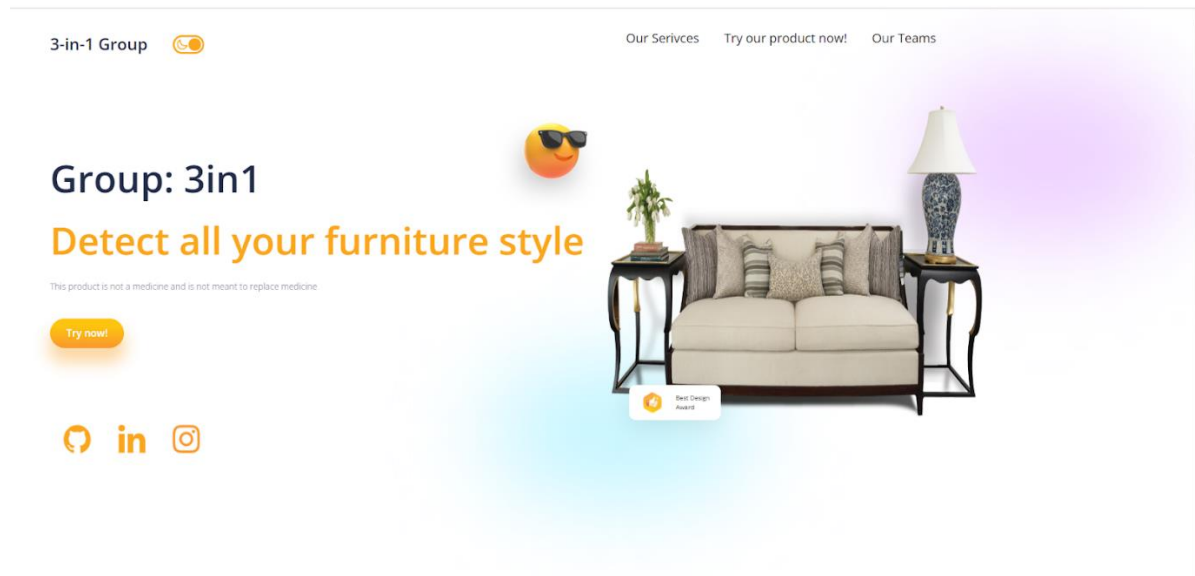 3-in-1 Group
Our Serivces
Try our product now!
Our Teams
Group: 3in1
Detect all your furniture style
This product is not a medicine and is not meant to replace medicine
Try now!
in
Best Design
Award